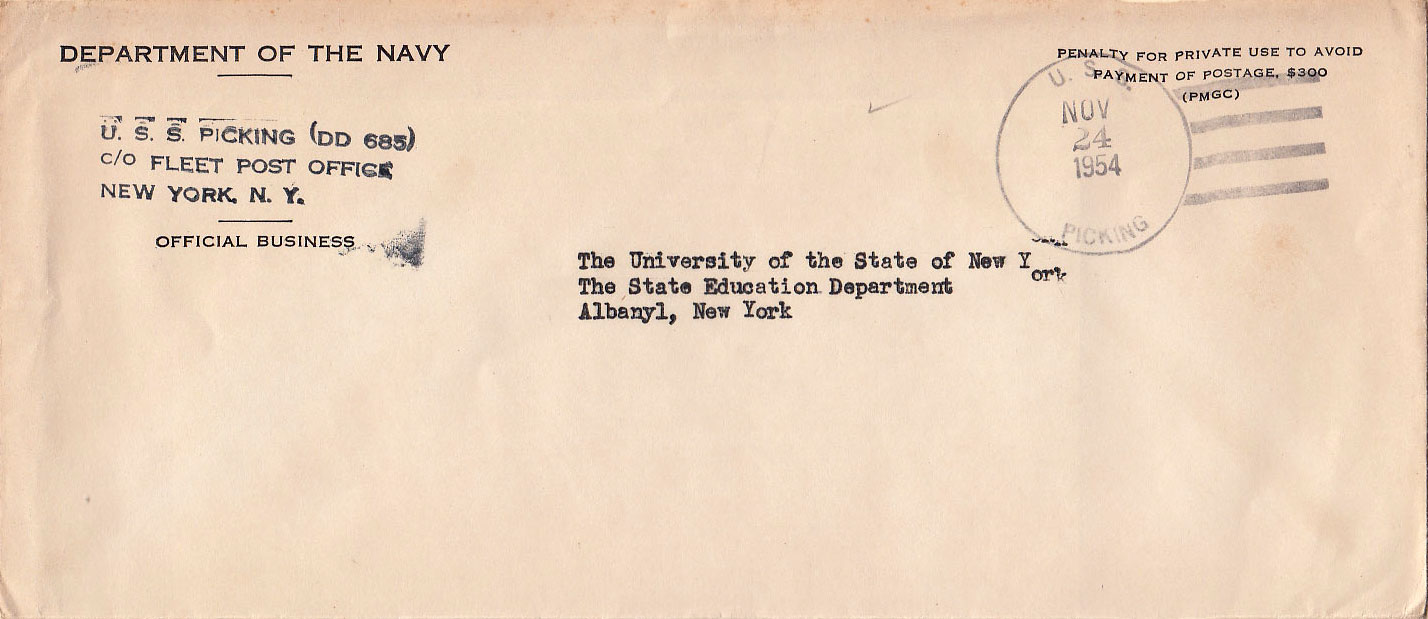 DEPARTMENT OF THE NAVY
U. S. S. PICKING (DD 685)
c/o FLEET POST OFFICE
NEW YORK, N. Y.
OFFICIAL BUSINESS
PENALTY FOR PRIVATE USE TO AVOID
PAYMENT OF POSTAGE, $300
(PMGC)
U. S. S.
NOV
24
1954
PICKING
The University of the State of New York
The State Education Department
Albanyl, New York